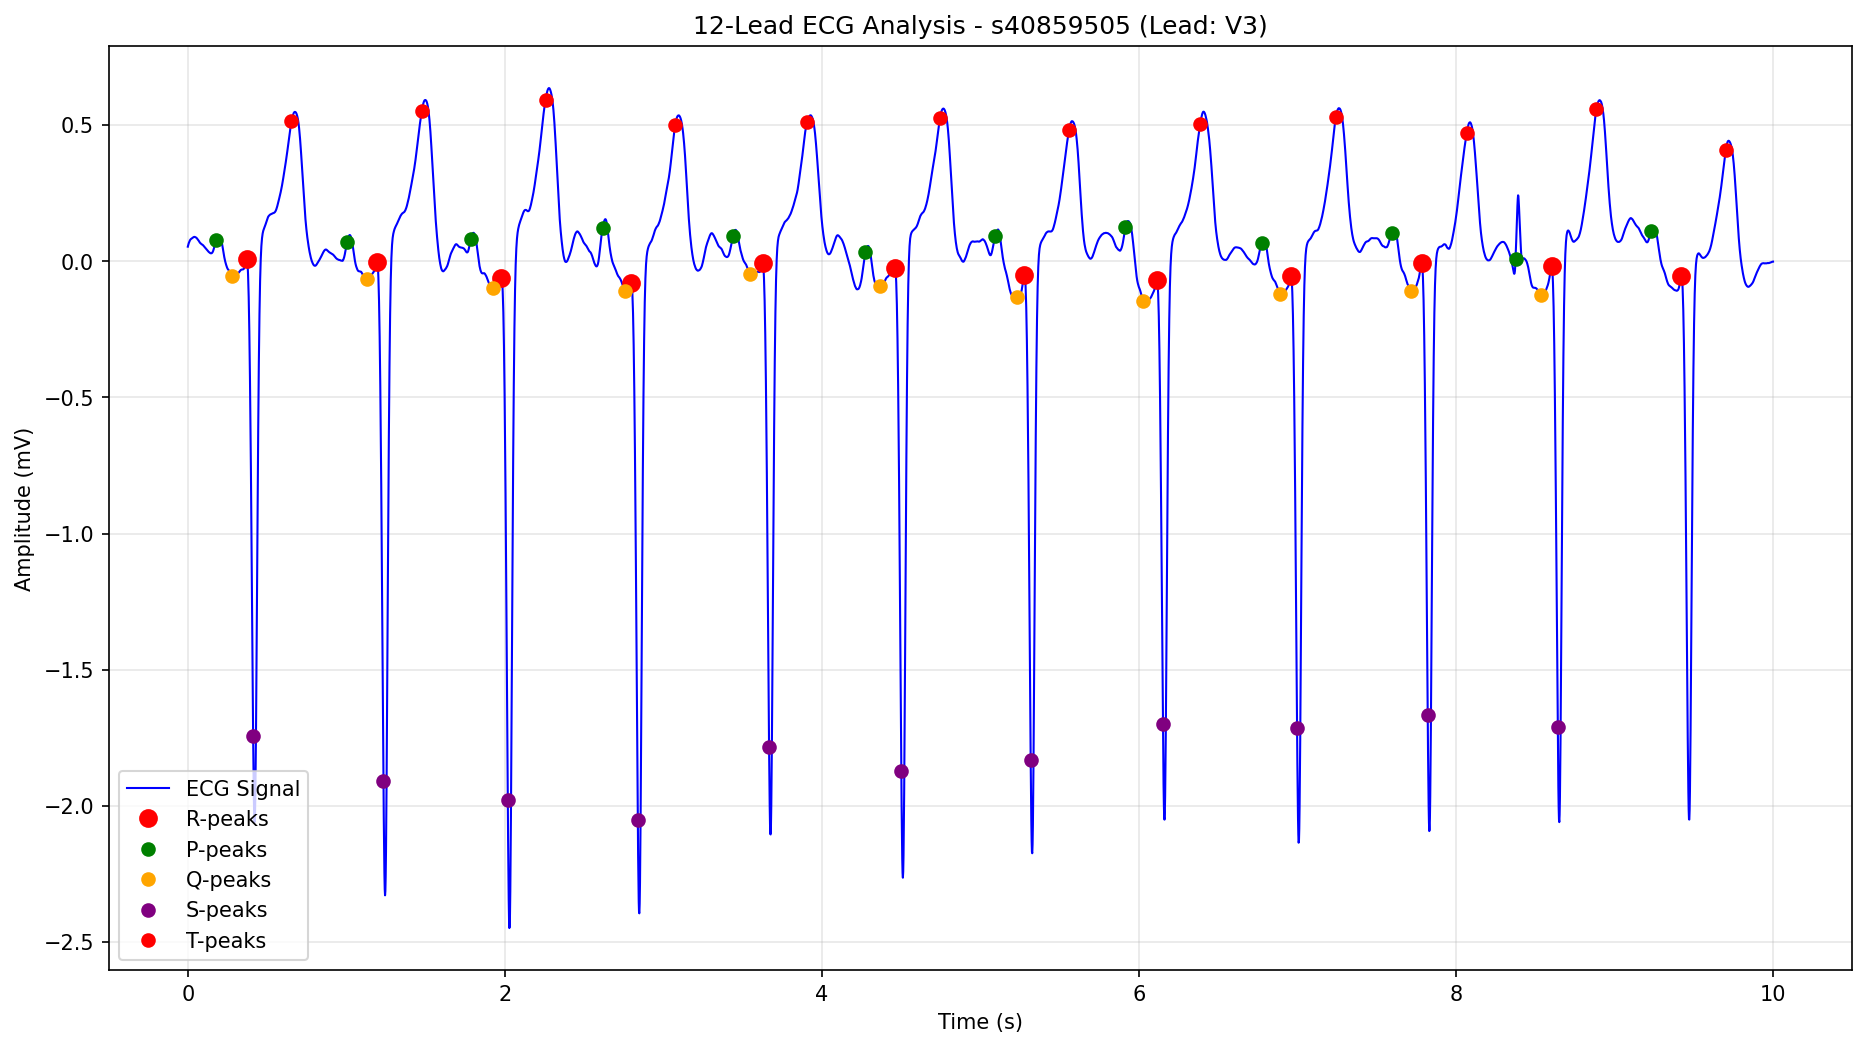 12-Lead ECG Analysis - s40859505 (Lead: V3)
0.5
0.0
−0.5
−1.0
−1.5
−2.0
−2.5
Amplitude (mV)
ECG Signal
R-peaks
P-peaks
Q-peaks
S-peaks
T-peaks
0 2 4 6 8 10
Time (s)